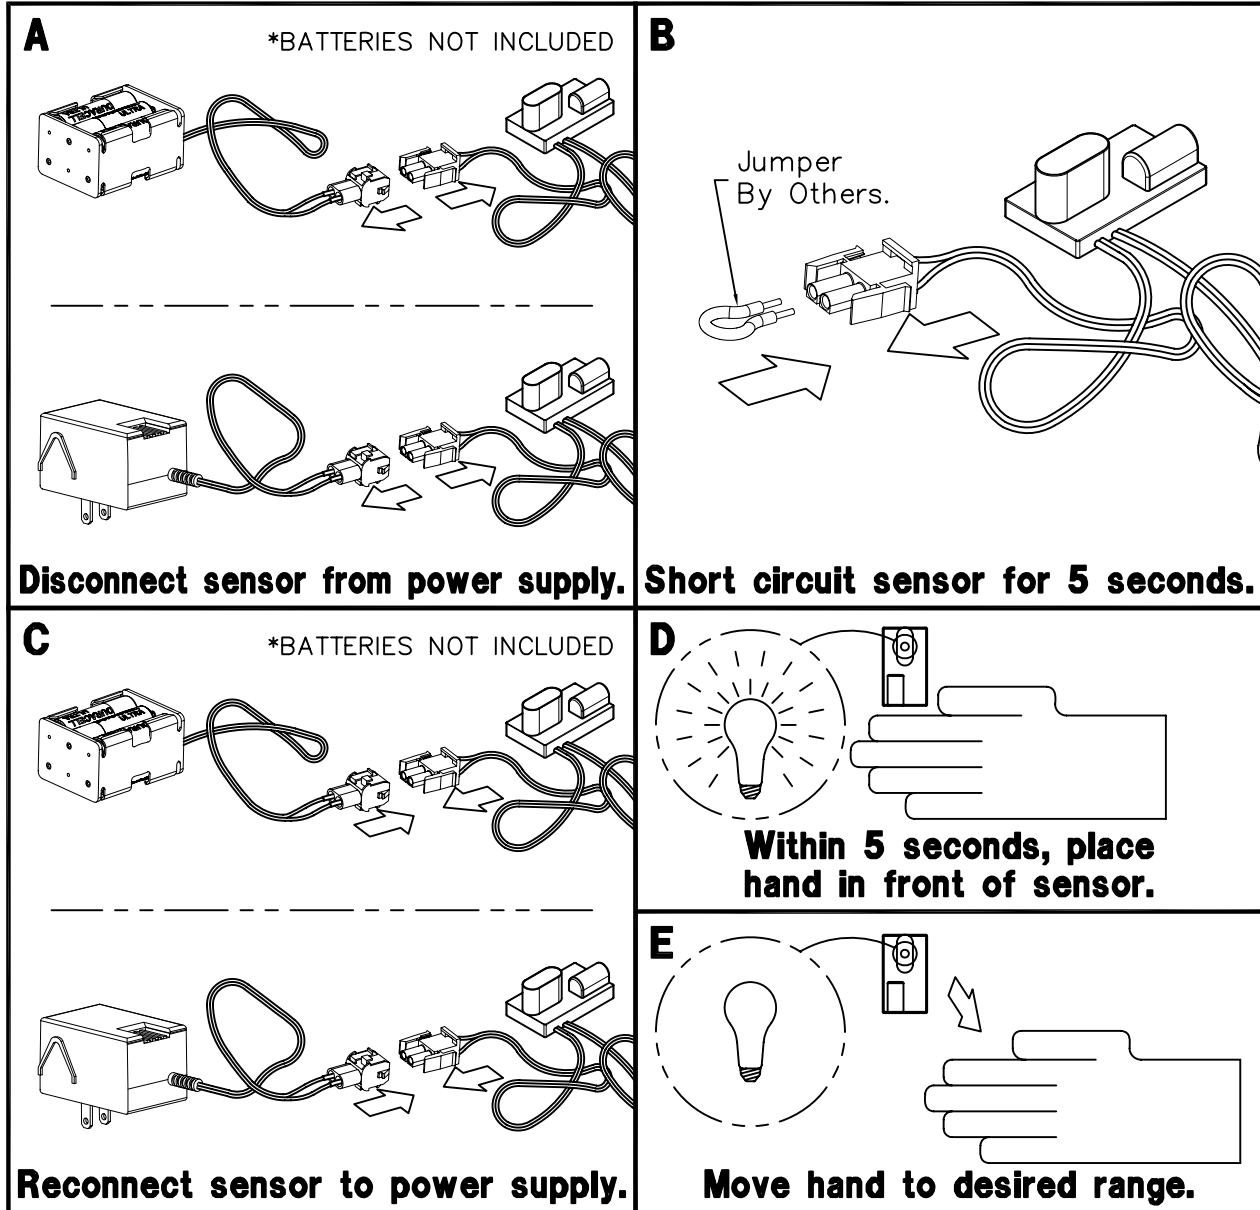 A
*BATTERIES NOT INCLUDED
DURACELL
Disconnect sensor from power supply.
B
Jumper
By Others.
Short circuit sensor for 5 seconds.
C
*BATTERIES NOT INCLUDED
DURACELL
Reconnect sensor to power supply.
D
Within 5 seconds, place
hand in front of sensor.
E
Move hand to desired range.